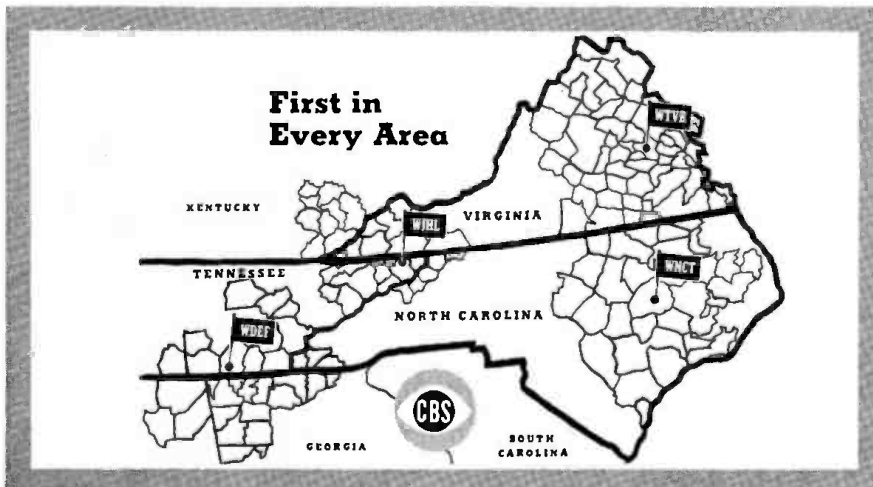 First in
Every Area
WTVR
KENTUCKY
WJHL
VIRGINIA
TENNESSEE
WNCT
NORTH CAROLINA
WDEF
CBS
GEORGIA
SOUTH
CAROLINA